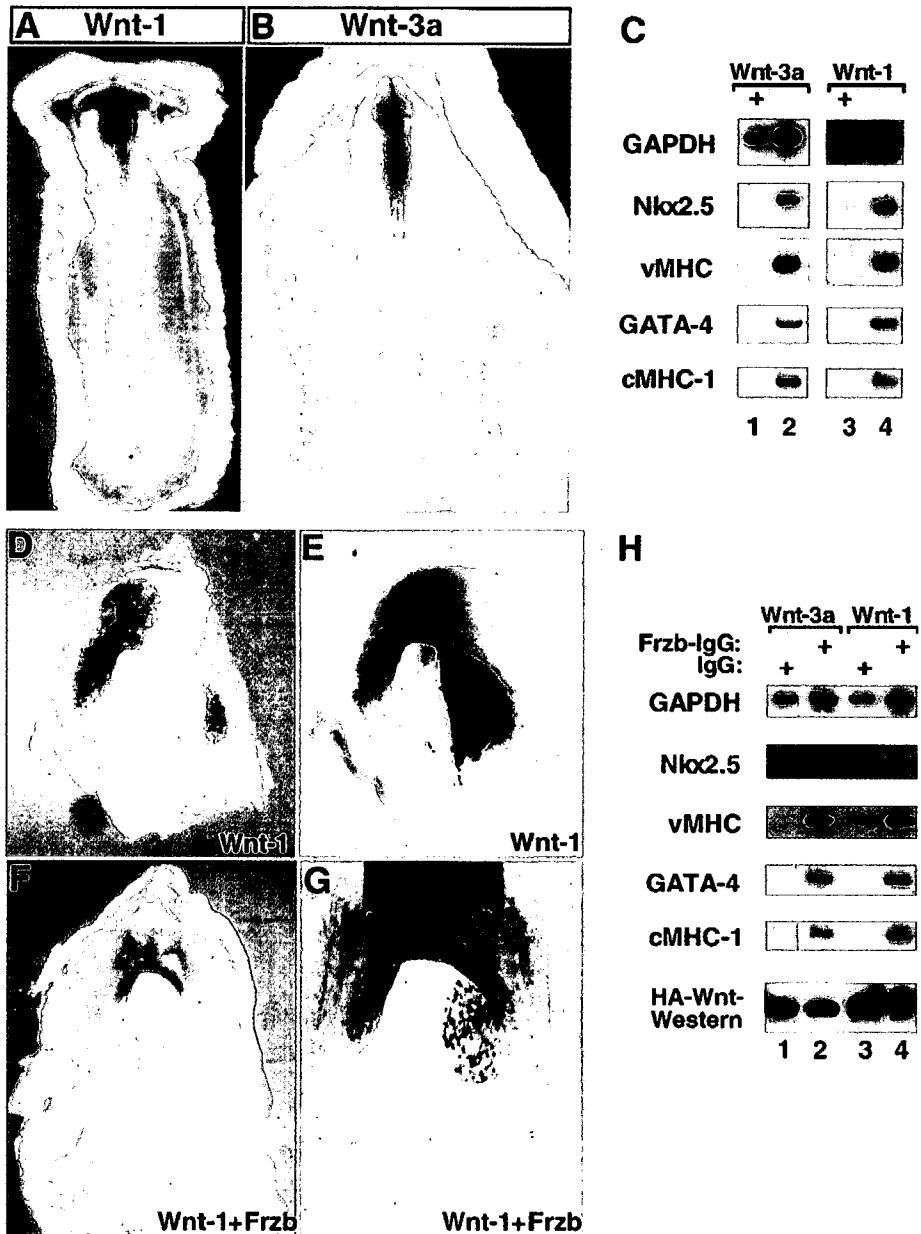 A Wnt-1
B Wnt-3a
C
Wnt-3a Wnt-1
+ +
GAPDH
Nkx2.5
vMHC
GATA-4
cMHC-1
1 2 3 4
D
Wnt-1
E
Wnt-1
F
Wnt-1+Frzb
G
Wnt-1+Frzb
H
Wnt-3a Wnt-1
Frzb-IgG: + +
IgG: + +
GAPDH
Nkx2.5
vMHC
GATA-4
cMHC-1
HA-Wnt-
Western
1 2 3 4